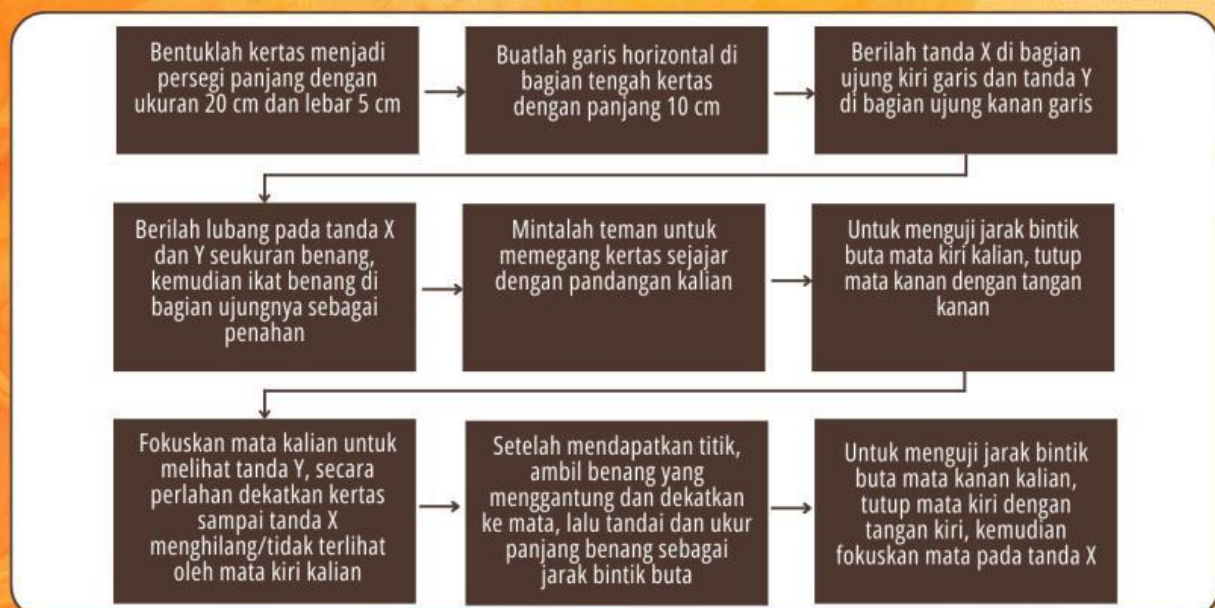 Bentuklah kertas menjadi
persegi panjang dengan
ukuran 20 cm dan lebar 5 cm
Buatlah garis horizontal di
bagian tengah kertas
dengan panjang 10 cm
Berilah tanda X di bagian
ujung kiri garis dan tanda Y
di bagian ujung kanan garis
Berilah lubang pada tanda X
dan Y seukuran benang,
kemudian ikat benang di
bagian ujungnya sebagai
penahan
Mintalah teman untuk
memegang kertas sejajar
dengan pandangan kalian
Untuk menguji jarak bintik
buta mata kiri kalian, tutup
mata kanan dengan tangan
kanan
Fokuskan mata kalian untuk
melihat tanda Y, secara
perlahan dekatkan kertas
sampai tanda X
menghilang/tidak terlihat
oleh mata kiri kalian
Setelah mendapatkan titik,
ambil benang yang
menggantung dan dekatkan
ke mata, lalu tandai dan ukur
panjang benang sebagai
jarak bintik buta
Untuk menguji jarak bintik
buta mata kanan kalian,
tutup mata kiri dengan
tangan kiri, kemudian
fokuskan mata pada tanda X